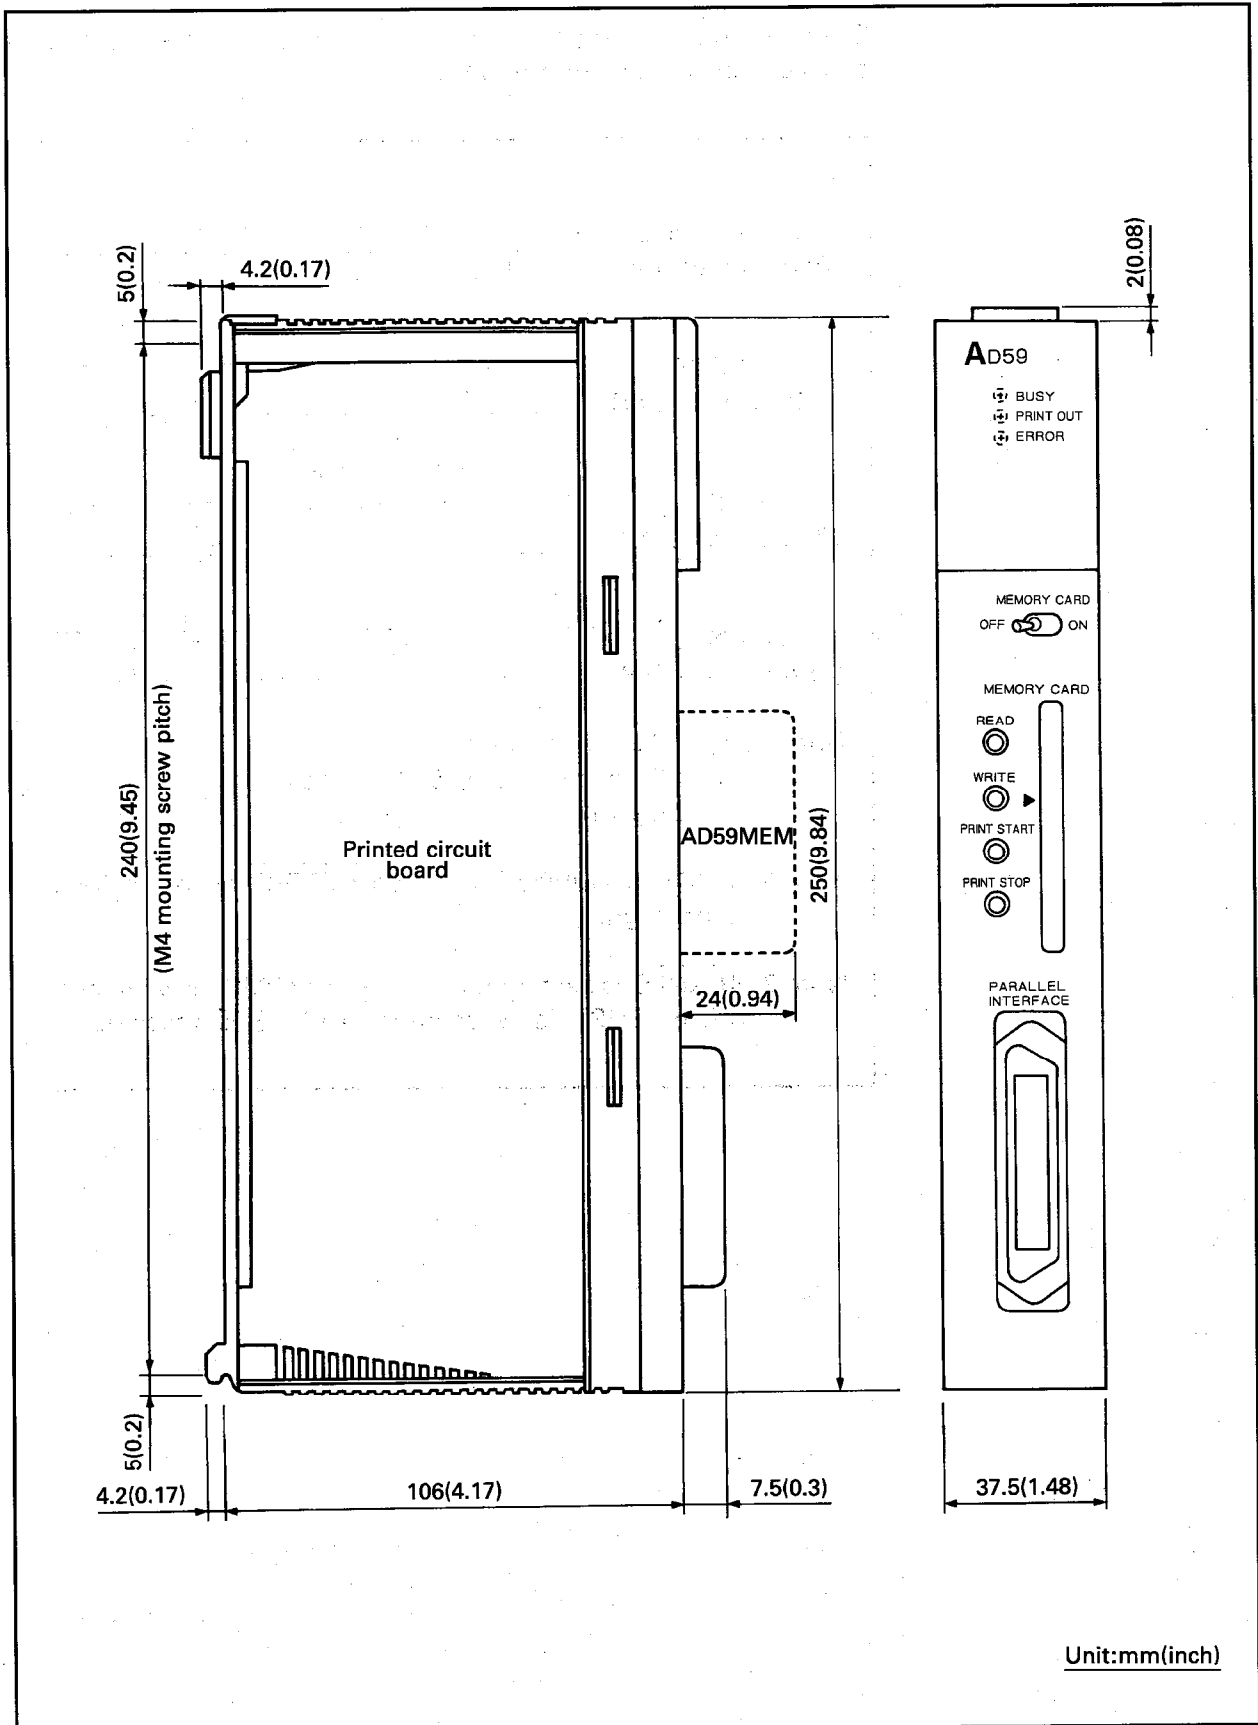 5(0.2)
4.2(0.17)
2(0.08)
AD59
BUSY
PRINT OUT
ERROR
MEMORY CARD
OFF ON
MEMORY CARD
READ
WRITE
PRINT START
PRINT STOP
240(9.45)
(M4 mounting screw pitch)
Printed circuit
board
AD59MEM
250(9.84)
24(0.94)
PARALLEL
INTERFACE
5(0.2)
4.2(0.17)
106(4.17)
7.5(0.3)
37.5(1.48)
Unit:mm(inch)